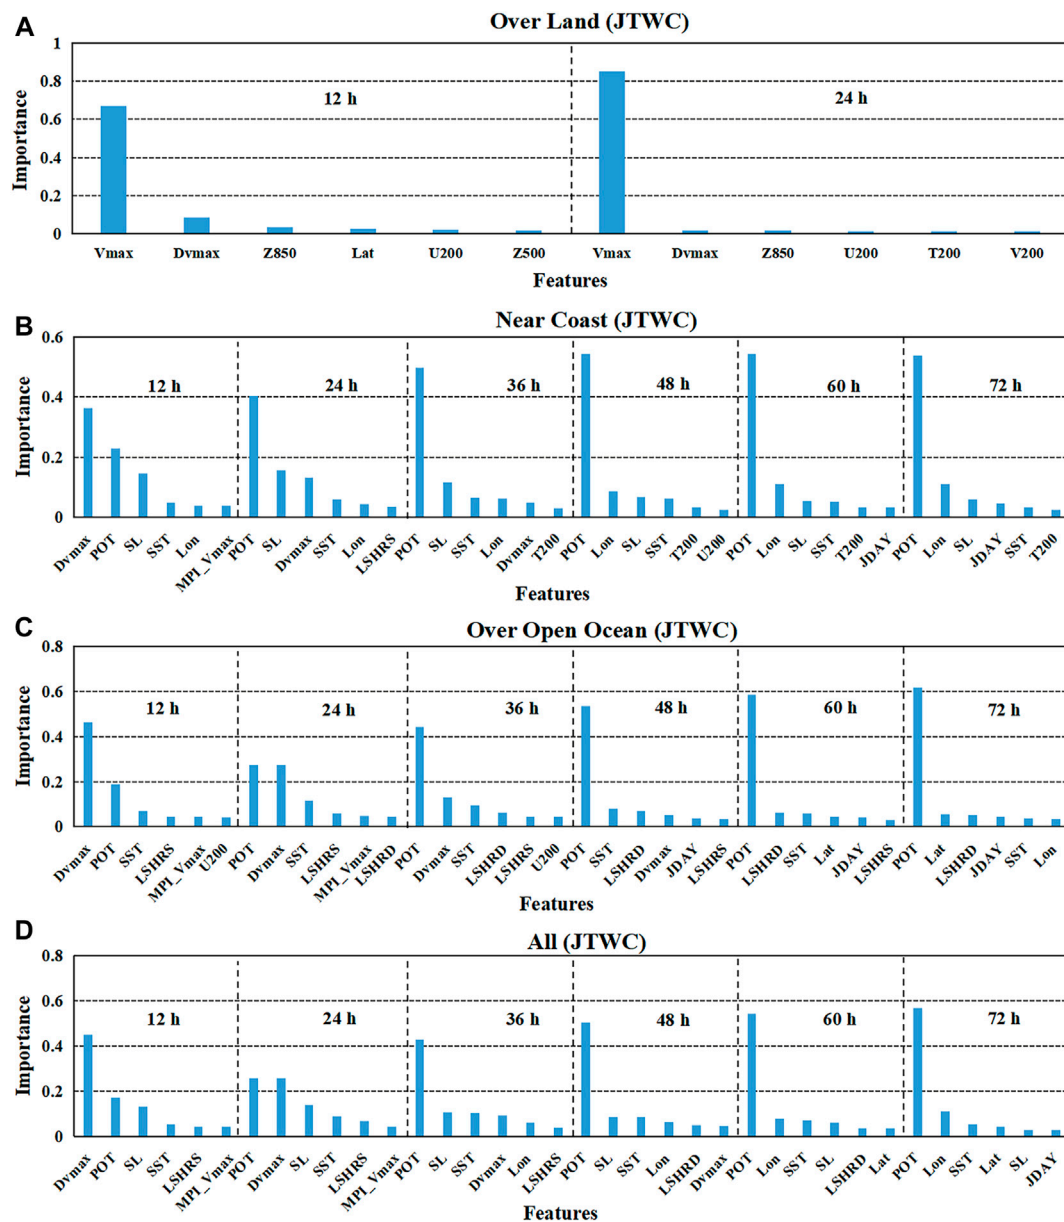 A
Over Land (JTWC)
1
0.8
0.6
0.4
0.2
0
Importance
12 h
24 h
Vmax Dvmax Z850 Lat U200 Z500 Vmax Dvmax Z850 U200 T200 V200
Features
B
Near Coast (JTWC)
0.6
0.4
0.2
0
Importance
12 h
24 h
36 h
48 h
60 h
72 h
Dvmax POT SL SST Lon MPI_Vmax POT SL Dvmax SST Lon LSHRS POT SL SST Lon Dvmax T200 POT Lon SL SST T200 U200 POT Lon SL SST T200 JDAY POT Lon SL JDAY SST T200
Features
C
Over Open Ocean (JTWC)
0.8
0.6
0.4
0.2
0
Importance
12 h
24 h
36 h
48 h
60 h
72 h
Dvmax POT SST LSHRS MPI_Vmax U200 POT Dvmax SST LSHRS MPI_Vmax LSHRD POT Dvmax SST LSHRD LSHRS U200 POT SST LSHRD Dvmax JDAY LSHRS POT LSHRD SST Lat JDAY LSHRS POT Lat LSHRD JDAY SST Lon
Features
D
All (JTWC)
0.8
0.6
0.4
0.2
0
Importance
12 h
24 h
36 h
48 h
60 h
72 h
Dvmax POT SL SST LSHRS MPI_Vmax POT Dvmax SL SST LSHRS MPI_Vmax POT SL SST Dvmax Lon LSHRS POT SL SST Lon LSHRD Dvmax POT Lon SST SL LSHRD Lat POT Lon SST Lat SL JDAY
Features